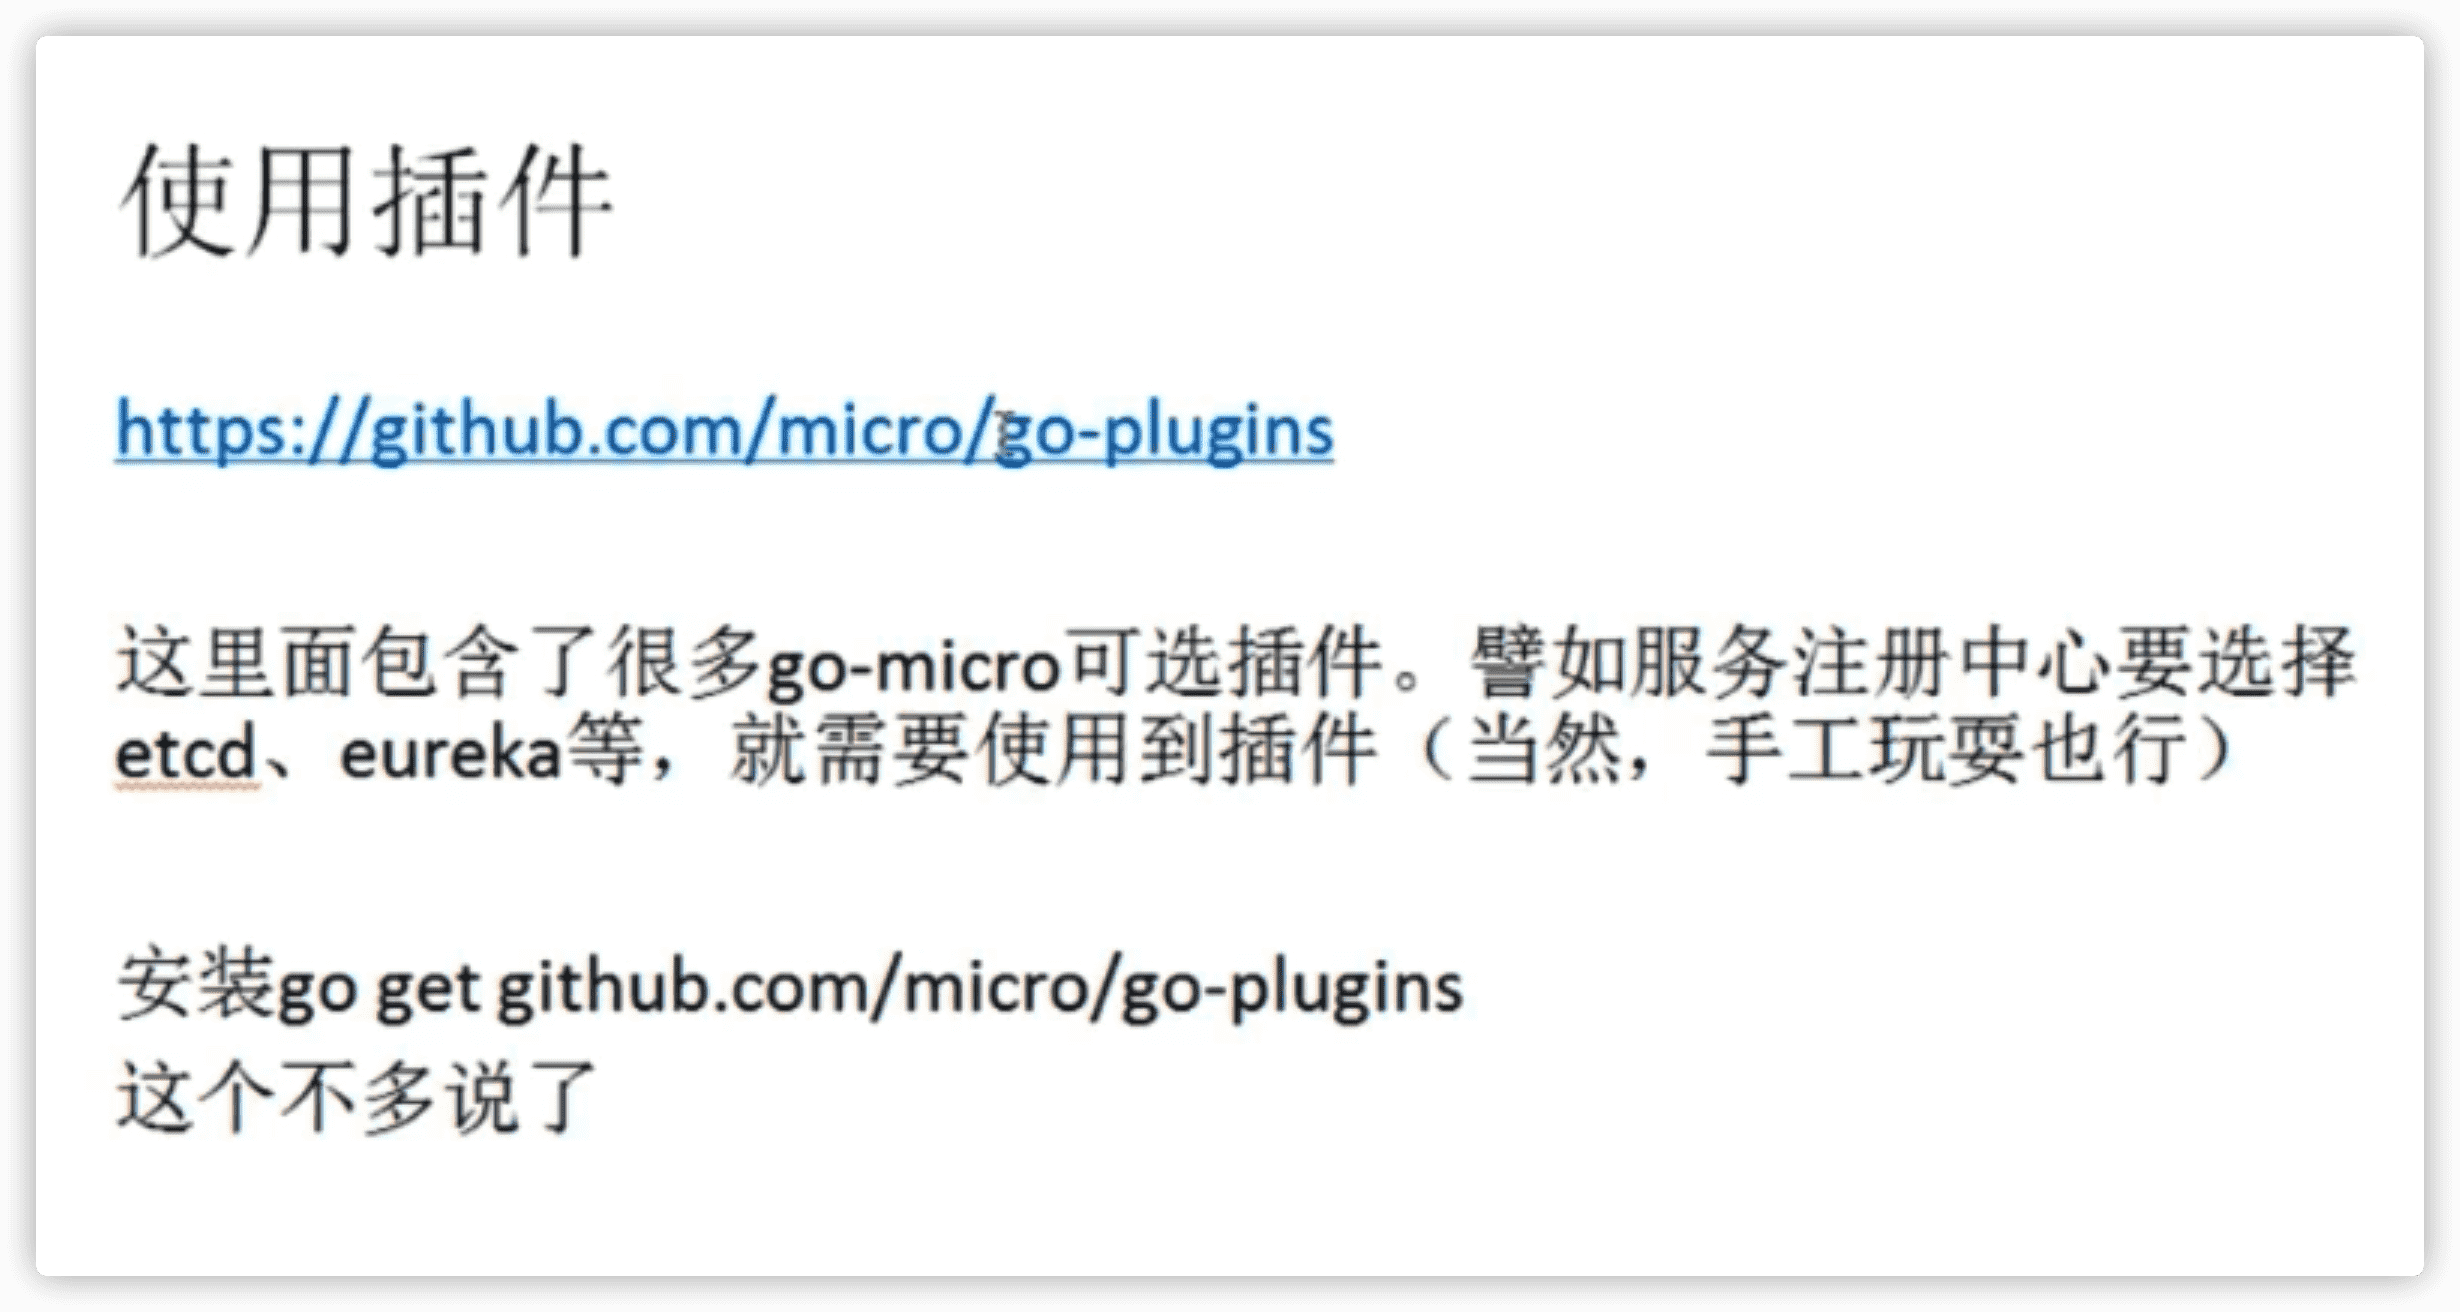 使用插件
https://github.com/micro/go-plugins
这里面包含了很多go-micro可选插件。譬如服务注册中心要选择
etcd、eureka等，就需要使用到插件（当然，手工玩耍也行）
安装go get github.com/micro/go-plugins
这个不多说了